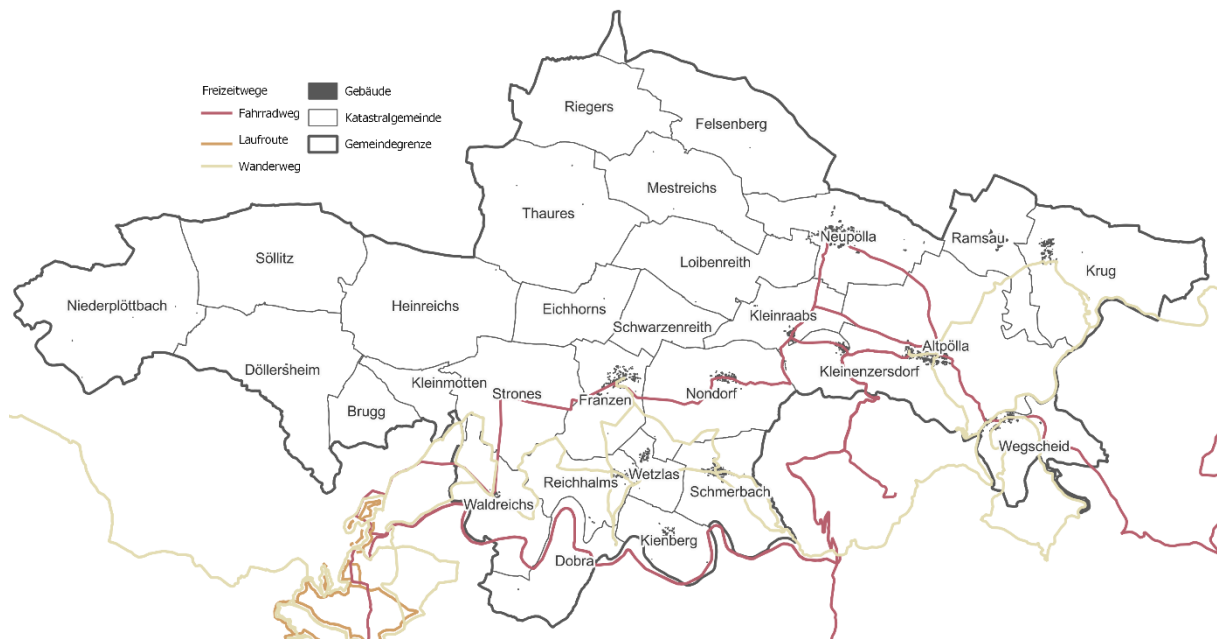 Freizeitwege
Fahrradweg
Laufroute
Wanderweg
Gebäude
Katastralgemeinde
Gemeindegrenze
Riegers
Felsenberg
Mestreichs
Thaures
Neupölla
Ramsau
Krug
Söllitz
Loibenreith
Niederplöttbach
Heinreichs
Eichhorns
Kleinraabs
Schwarzenreith
Altpölla
Döllersheim
Kleinenzersdorf
Kleinmotten
Strones
Franzen
Nondorf
Brugg
Wegscheid
Reichhalms
Wetzlas
Schmerbach
Waldreichs
Kienberg
Dobra